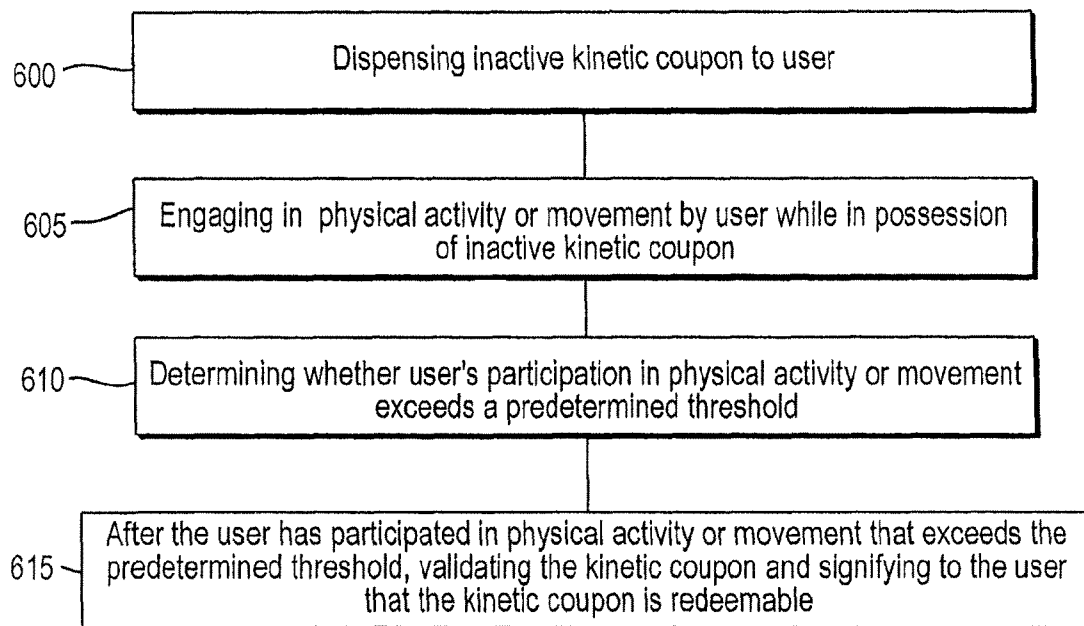 600
Dispensing inactive kinetic coupon to user
605
Engaging in physical activity or movement by user while in possession
of inactive kinetic coupon
610
Determining whether user's participation in physical activity or movement
exceeds a predetermined threshold
615
After the user has participated in physical activity or movement that exceeds the
predetermined threshold, validating the kinetic coupon and signifying to the user
that the kinetic coupon is redeemable